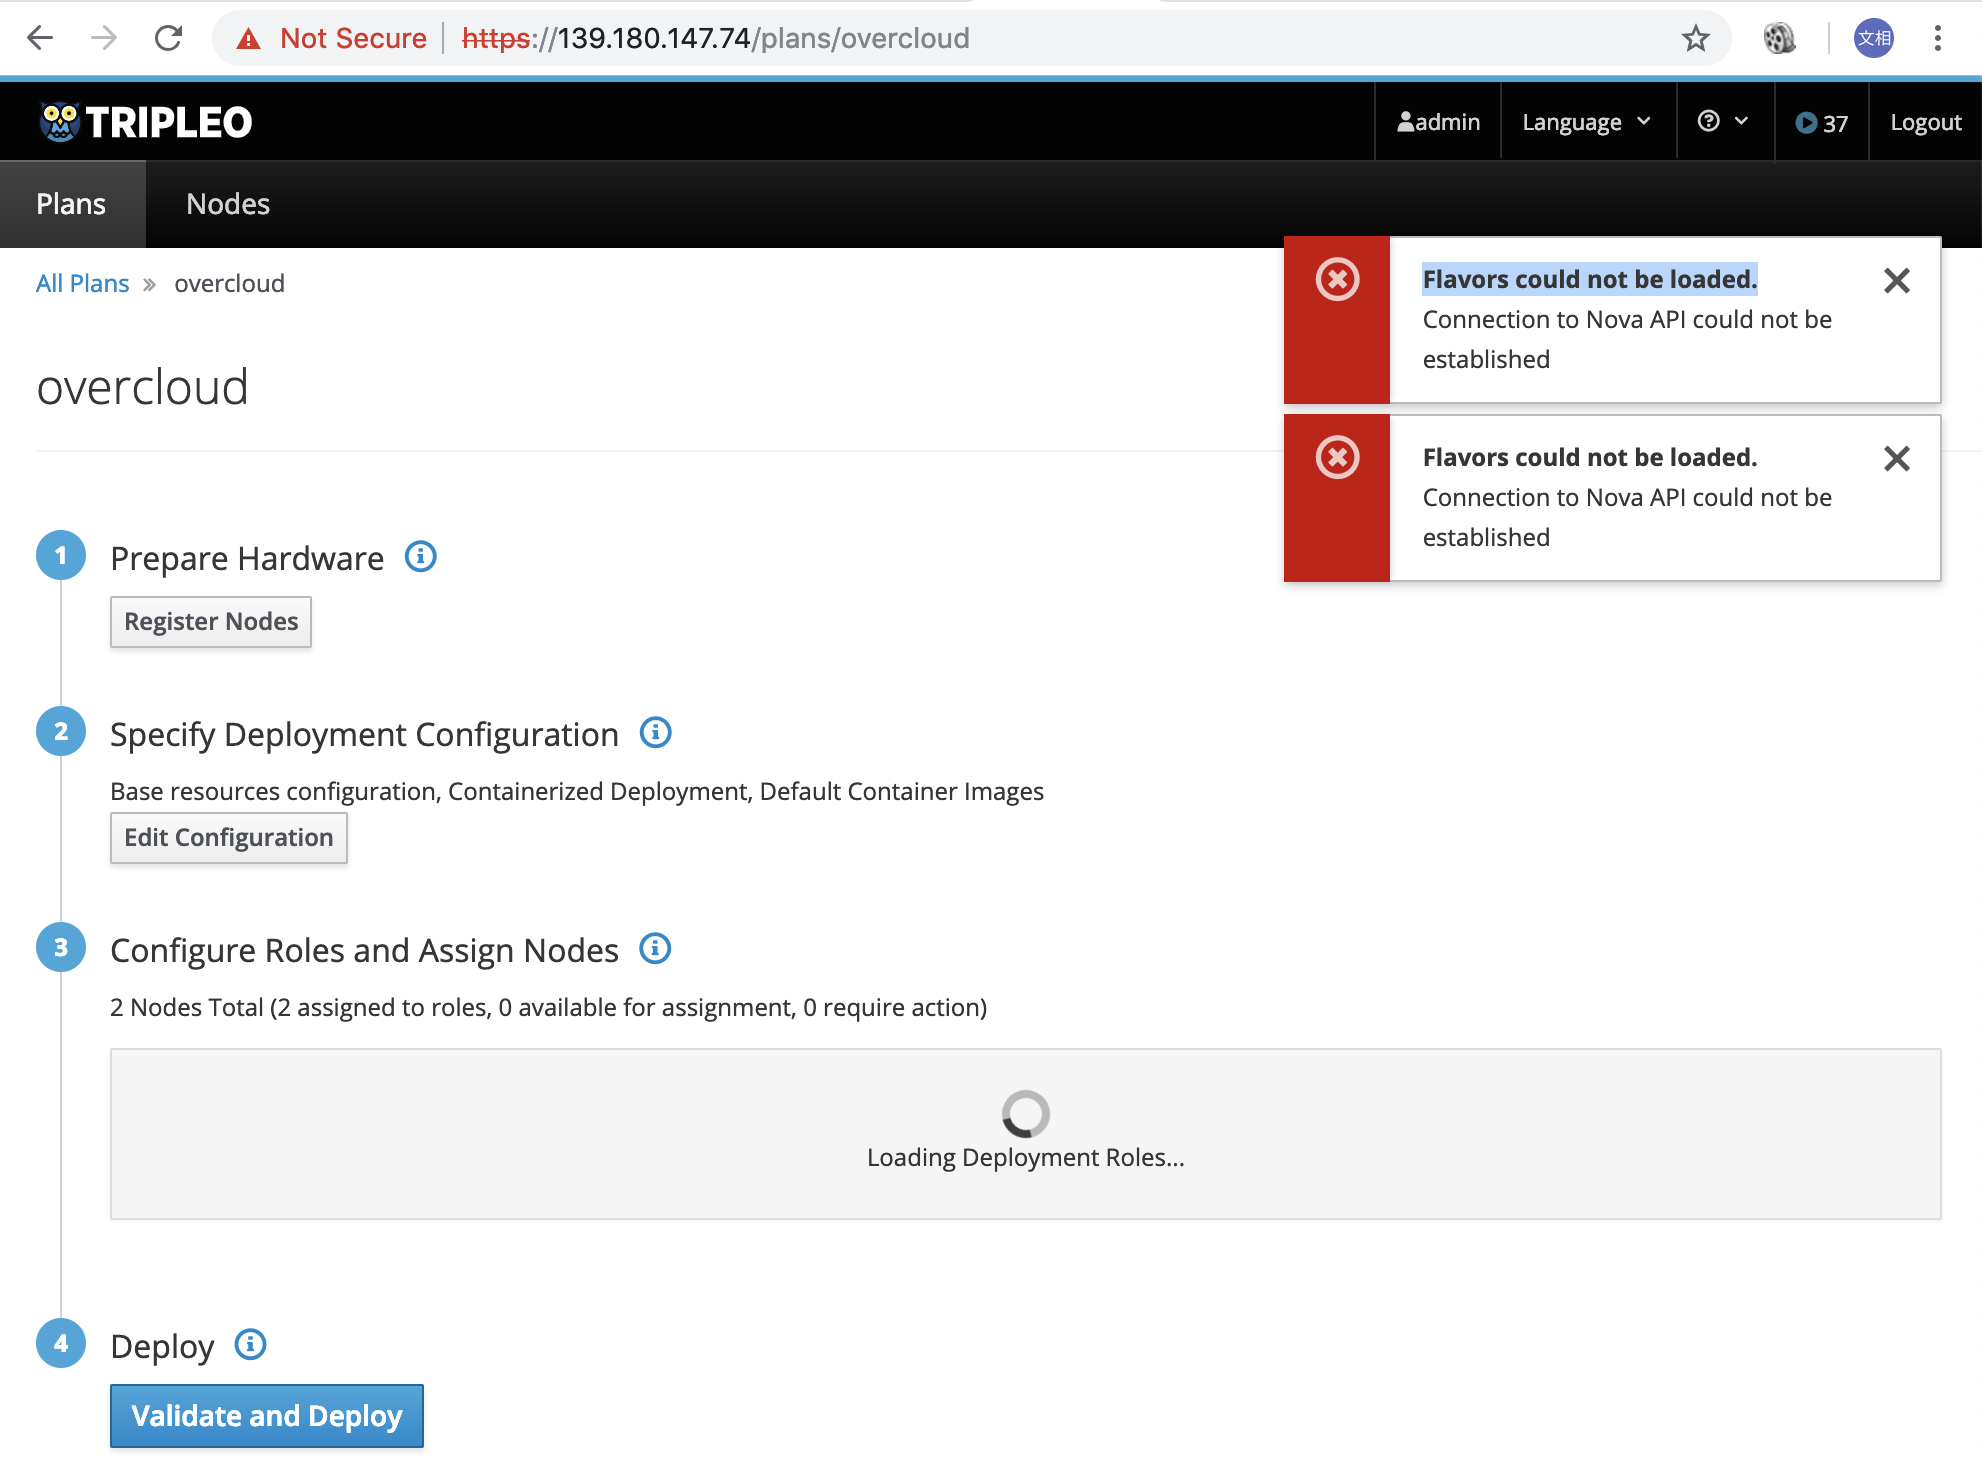 Not Secure https://139.180.147.74/plans/overcloud 文相
TRIPLEO admin Language 37 Logout
Plans Nodes
All Plans » overcloud
Flavors could not be loaded.
Connection to Nova API could not be
established
overcloud
Flavors could not be loaded.
Connection to Nova API could not be
established
1 Prepare Hardware
Register Nodes
2 Specify Deployment Configuration
Base resources configuration, Containerized Deployment, Default Container Images
Edit Configuration
3 Configure Roles and Assign Nodes
2 Nodes Total (2 assigned to roles, 0 available for assignment, 0 require action)
Loading Deployment Roles...
4 Deploy
Validate and Deploy